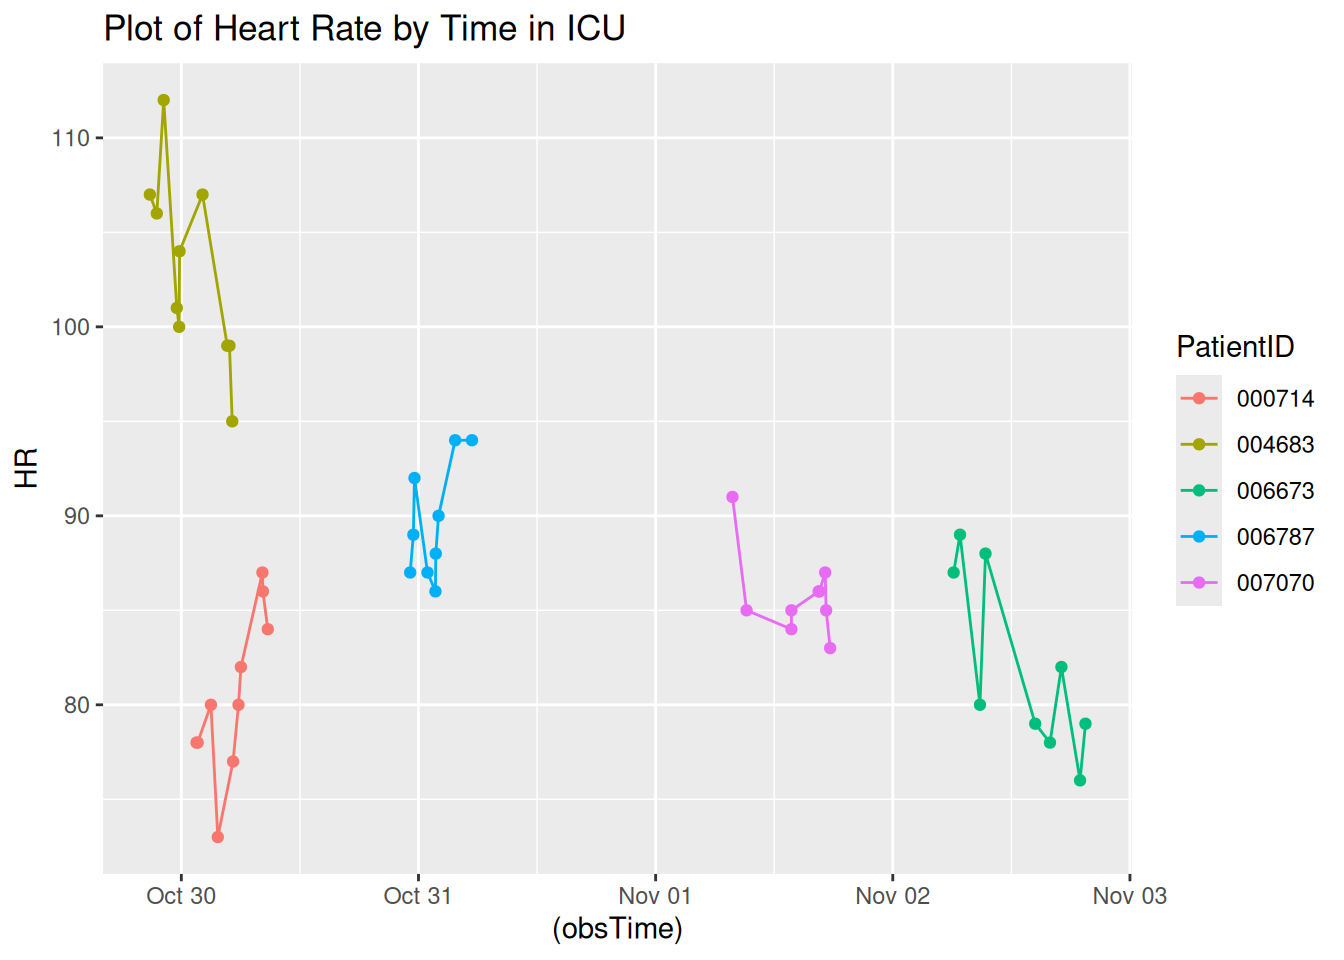 Plot of Heart Rate by Time in ICU
110
100
90
80
HR
Oct 30
Oct 31
Nov 01
Nov 02
Nov 03
(obsTime)
PatientID
000714
004683
006673
006787
007070